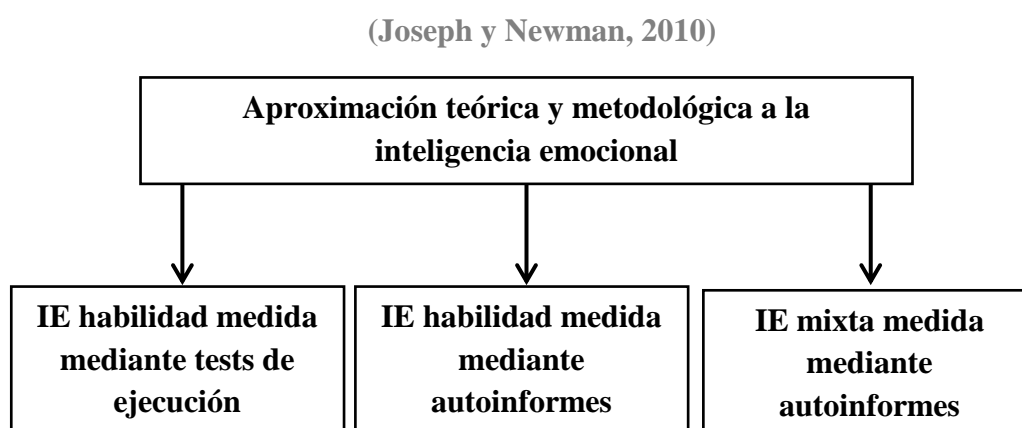 (Joseph y Newman, 2010)
Aproximación teórica y metodológica a la
inteligencia emocional
IE habilidad medida
mediante tests de
ejecución
IE habilidad medida
mediante
autoinformes
IE mixta medida
mediante
autoinformes